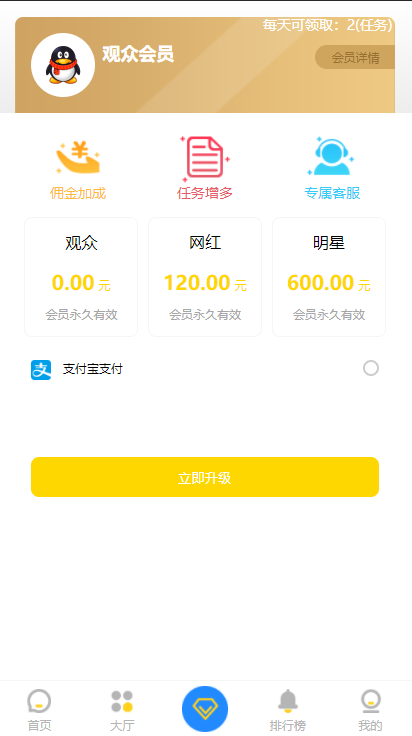 每天可领取：2(任务)
观众会员
会员详情
佣金加成
任务增多
专属客服
观众
网红
明星
0.00 元
120.00 元
600.00 元
会员永久有效
会员永久有效
会员永久有效
支付宝支付
立即升级
首页
大厅
排行榜
我的